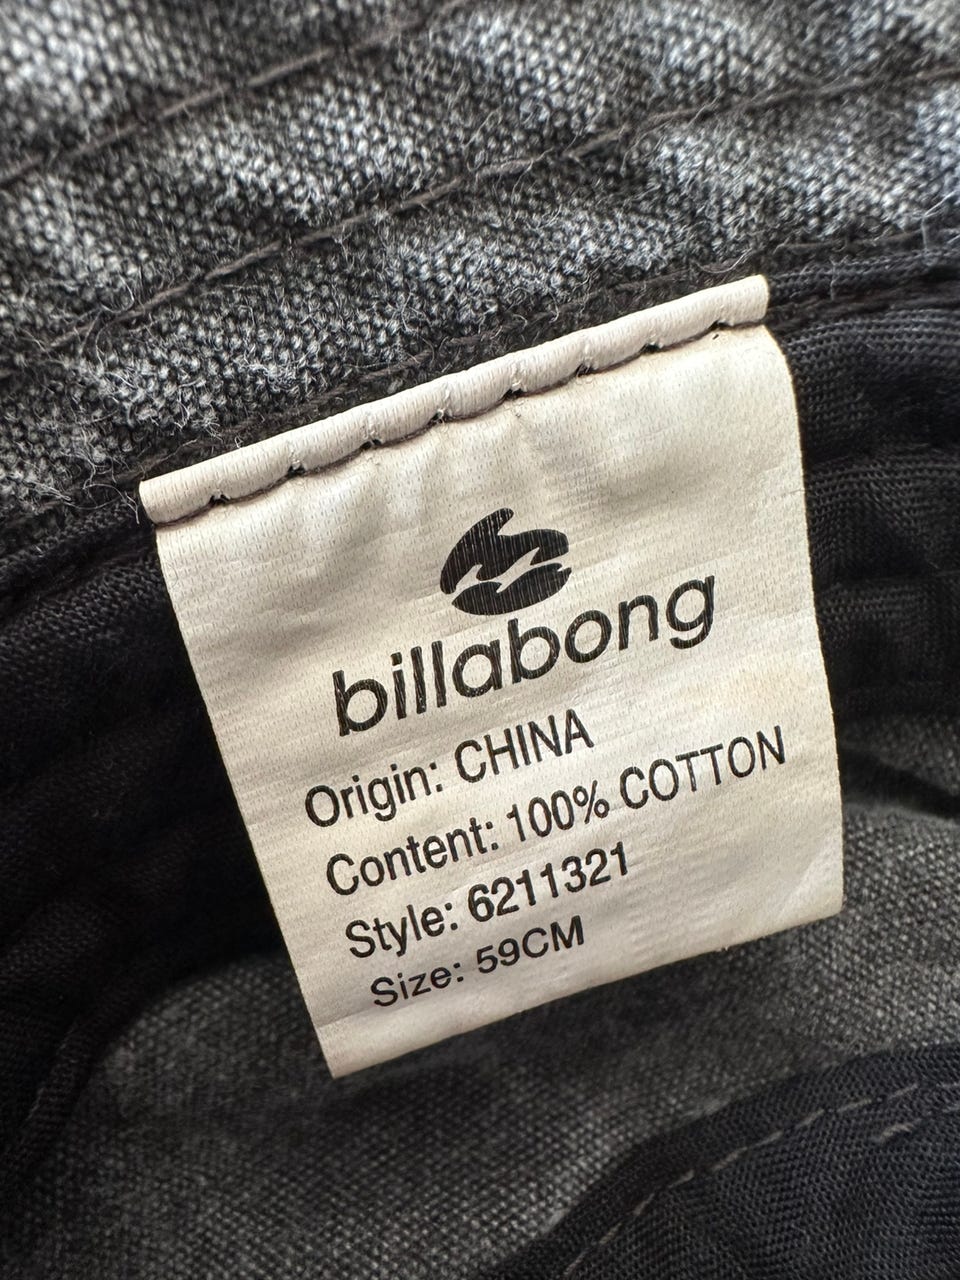 billabong
Origin: CHINA
Content: 100% COTTON
Style: 6211321
Size: 59CM